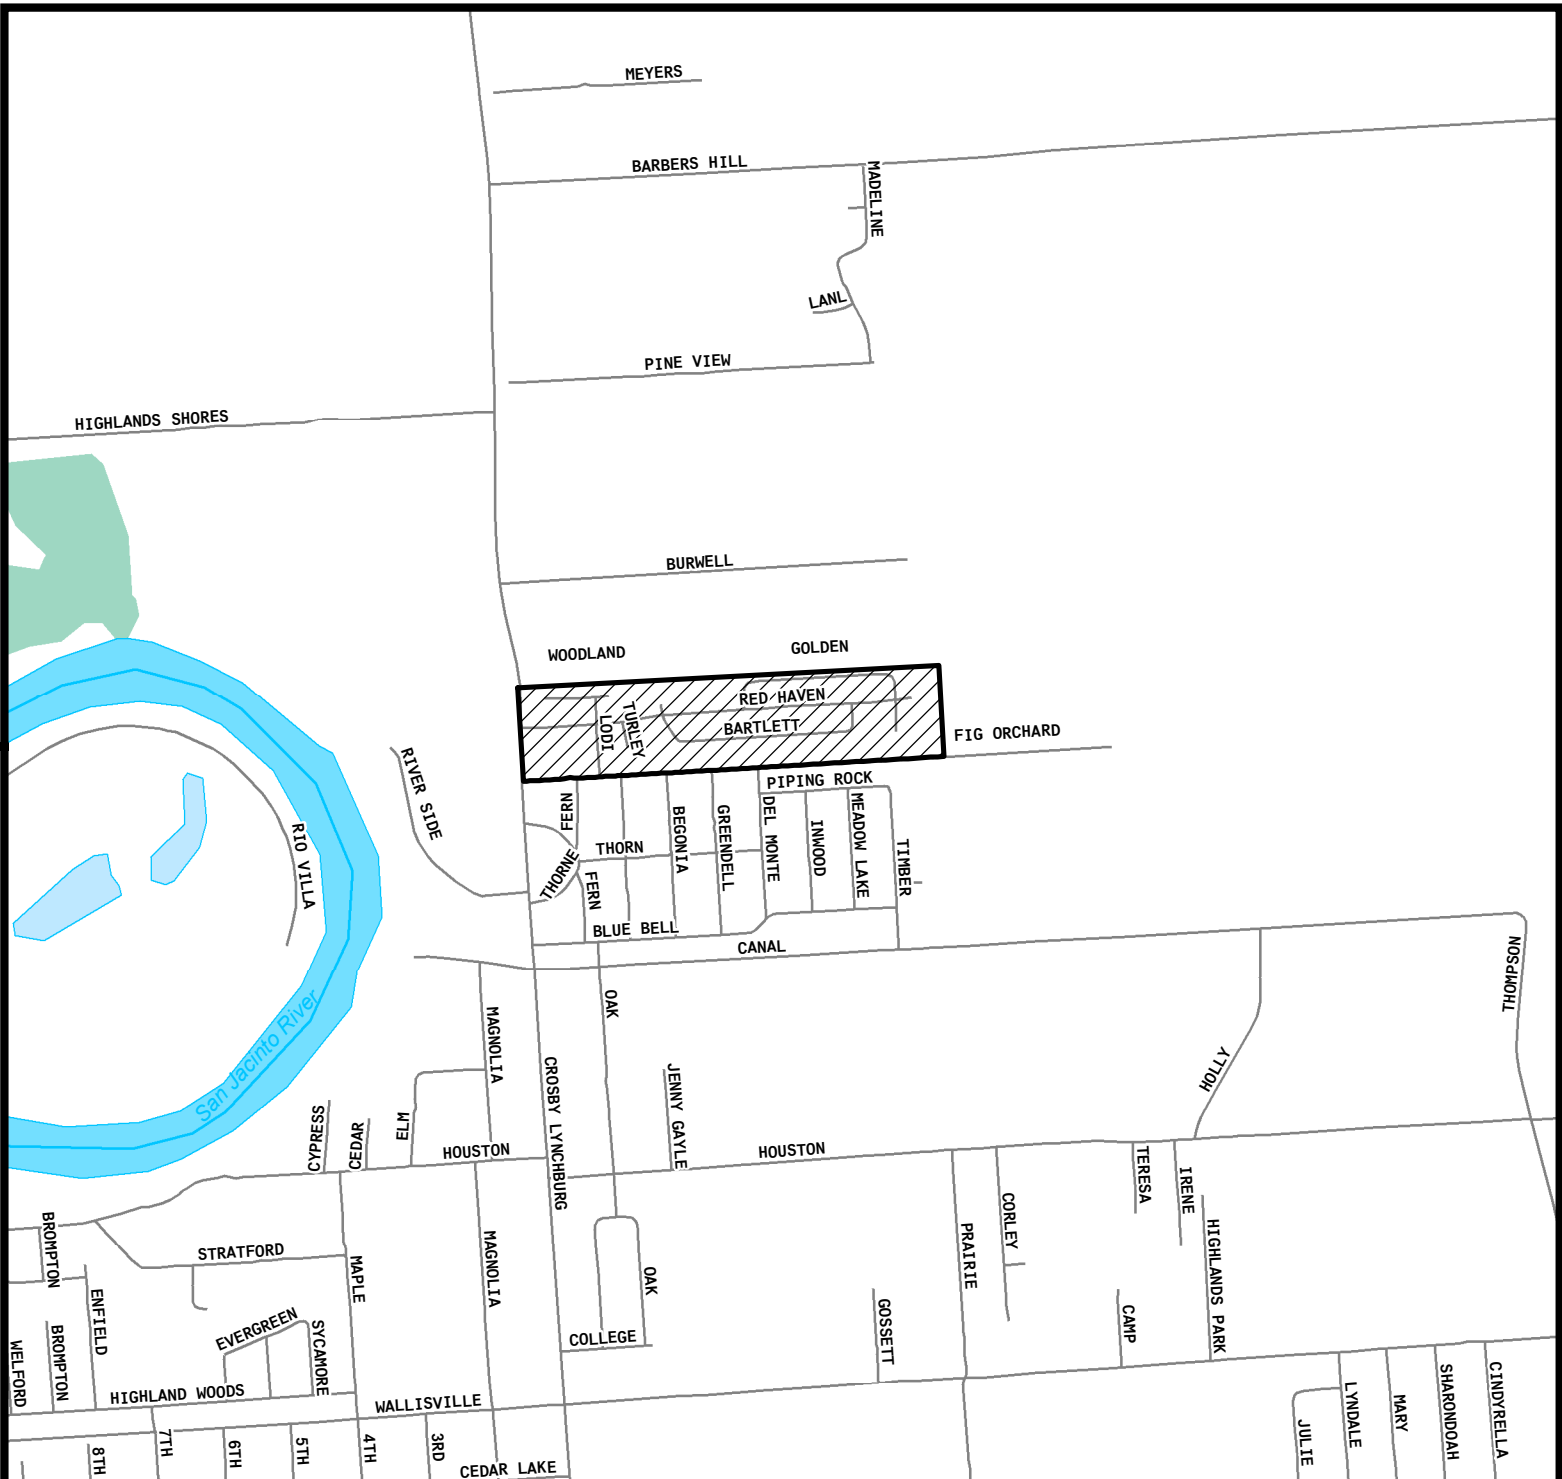 MEYERS
BARBERS HILL
MADELINE
LANL
PINE VIEW
HIGHLANDS SHORES
BURWELL
WOODLAND
GOLDEN
RED HAVEN
LODI
TURLEY
BARTLETT
FIG ORCHARD
RIVER SIDE
PIPING ROCK
FERN
BEGONIA
GREENDELL
DEL MONTE
INWOOD
MEADOW LAKE
TIMBER
RIO VILLA
THORN
THORNE
FERN
BLUE BELL
CANAL
THOMPSON
San Jacinto River
OAK
MAGNOLIA
HOLLY
CROSBY LYNCHBURG
JENNY GAYLE
CYPRESS
CEDAR
ELM
HOUSTON
HOUSTON
TERESA
IRENE
CORLEY
BROMPTON
STRATFORD
MAPLE
MAGNOLIA
OAK
PRAIRIE
HIGHLANDS PARK
ENFIELD
EVERGREEN
SYCAMORE
COLLEGE
GOSSETT
CAMP
WELFORD
BROMPTON
HIGHLAND WOODS
WALLISVILLE
LYNDALE
MARY
SHARONDOAH
CINDYRELLA
JULIE
8TH
7TH
6TH
5TH
4TH
3RD
CEDAR LAKE